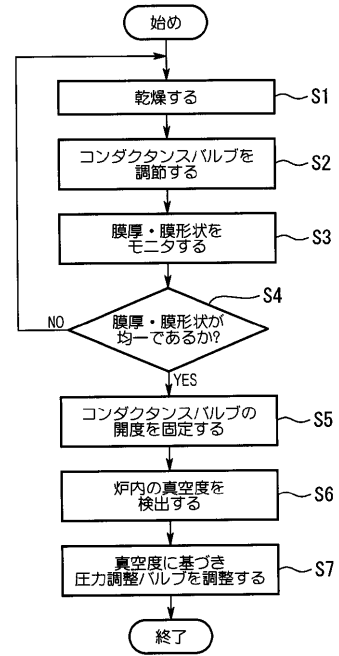 始め
乾燥する
S1
コンダクタンスバルブを
調節する
S2
膜厚・膜形状を
モニタする
S3
S4
膜厚・膜形状が
均一であるか?
NO
YES
コンダクタンスバルブの
開度を固定する
S5
炉内の真空度を
検出する
S6
真空度に基づき
圧力調整バルブを調整する
S7
終了